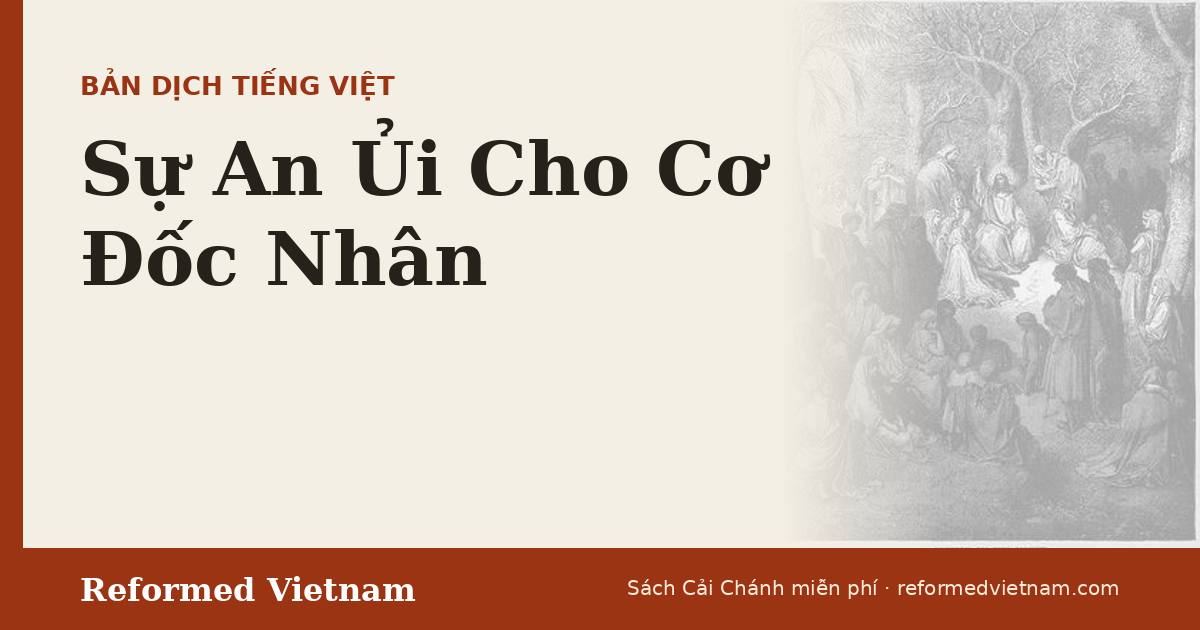 BẢN DỊCH TIẾNG VIỆT
Sự An Ủi Cho Cơ
Đốc Nhân
Reformed Vietnam
Sách Cải Chánh miễn phí · reformedvietnam.com